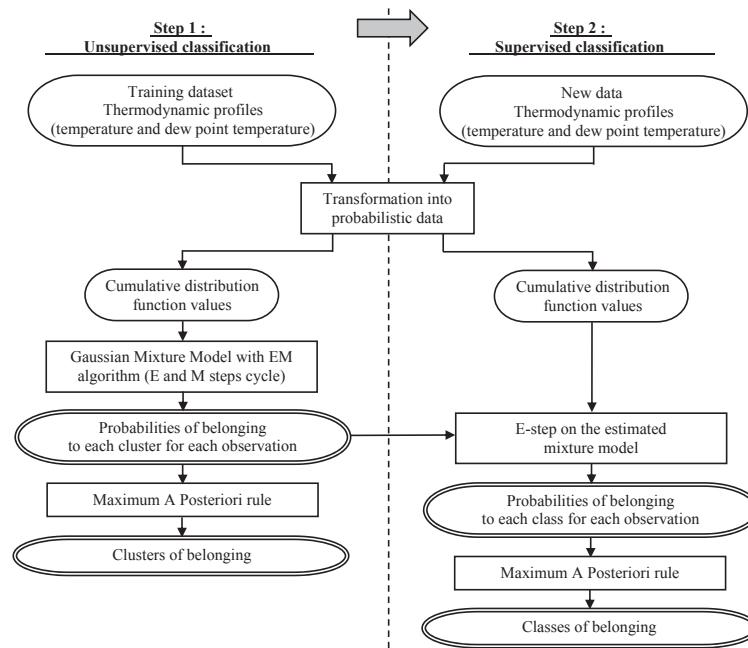 Step 1 :
Unsupervised classification
Step 2 :
Supervised classification
Training dataset
Thermodynamic profiles
(temperature and dew point temperature)
New data
Thermodynamic profiles
(temperature and dew point temperature)
Transformation into
probabilistic data
Cumulative distribution
function values
Cumulative distribution
function values
Gaussian Mixture Model with EM
algorithm (E and M steps cycle)
Probabilities of belonging
to each cluster for each observation
E-step on the estimated
mixture model
Maximum A Posteriori rule
Probabilities of belonging
to each class for each observation
Clusters of belonging
Maximum A Posteriori rule
Classes of belonging